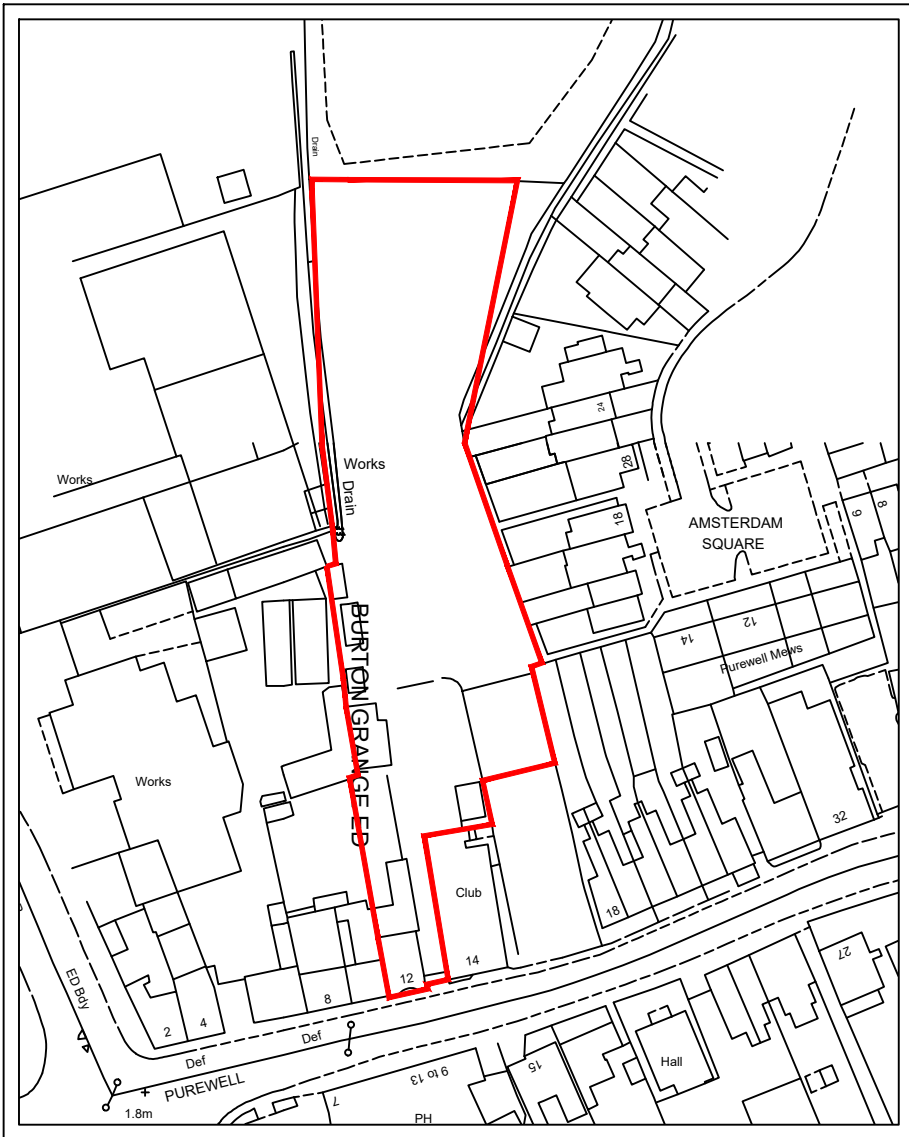 Drain
24
Works
28
Works
Drain
18
AMSTERDAM
SQUARE
6
8
BURTON GRANGE ED
14
12
Purewell Mews
Works
32
Club
18
14
12
8
27
2
4
ED Bdy
Def
Def
PUREWELL
1.8m
7
9 to 13
PH
15
Hall